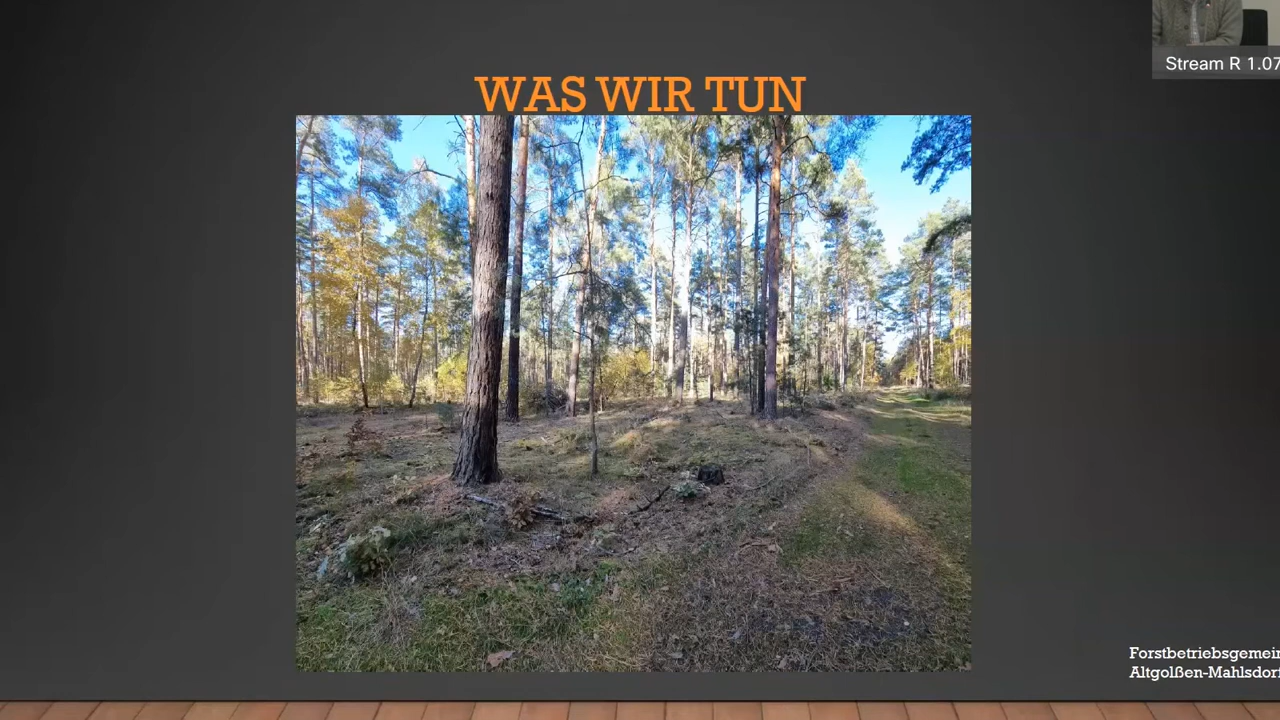 Stream R 1.07
WAS WIR TUN
Forstbetriebsgemein
Altgolßen-Mahlsdorf